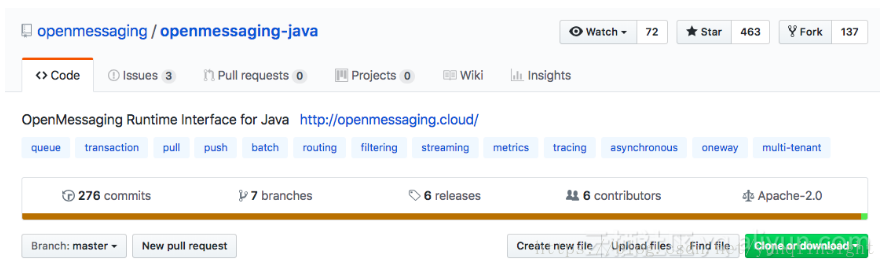 openmessaging / openmessaging-java
Watch 72 Star 463 Fork 137
Code Issues 3 Pull requests 0 Projects 0 Wiki Insights
OpenMessaging Runtime Interface for Java http://openmessaging.cloud/
queue transaction pull push batch routing filtering streaming metrics tracing asynchronous oneway multi-tenant
276 commits 7 branches 6 releases 6 contributors Apache-2.0
Branch: master New pull request Create new file Upload files Find file Clone or download